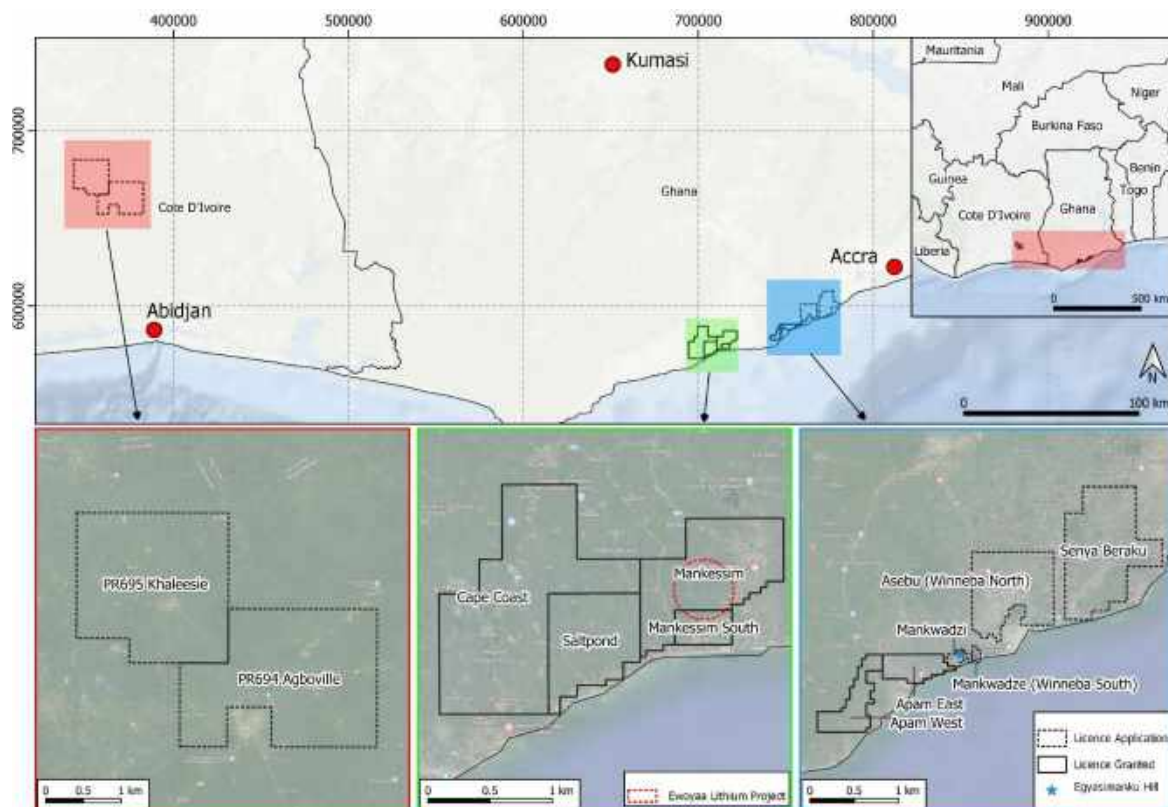 400000
500000
600000
700000
800000
900000
Mauritania
Mali
Niger
Burkina Faso
Guinea
Benin
Togo
Cote D'Ivoire
Ghana
Liberia
0 500 km
Kumasi
700000
Cote D'Ivoire
Ghana
Accra
600000
Abidjan
N
0 100 km
PR695 Khaleesie
PR694 Agboville
0 0.5 1 km
Cape Coast
Mankessim
Saltpond
Mankessim South
0 0.5 1 km
Ewoyaa Lithium Project
Senya Beraku
Asebu (Winneba North)
Mankwadzi
Mankwadze (Winneba South)
Apam East
Apam West
0 0.5 1 km
Licence Application
Licence Granted
Egyasimanku Hill